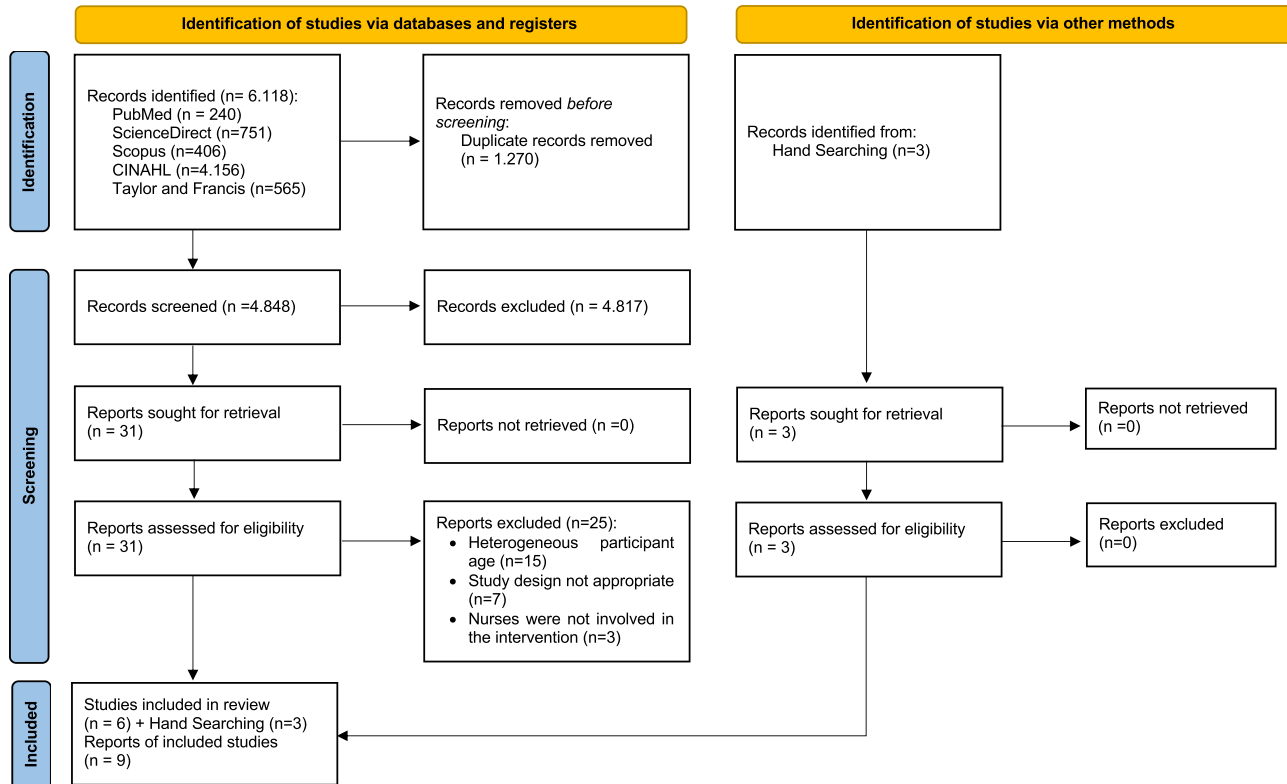 Identification of studies via databases and registers
Identification of studies via other methods
Identification
Records identified (n= 6.118):
PubMed (n = 240)
ScienceDirect (n=751)
Scopus (n=406)
CINAHL (n=4.156)
Taylor and Francis (n=565)
Records removed before
screening:
Duplicate records removed
(n = 1.270)
Records identified from:
Hand Searching (n=3)
Screening
Records screened (n =4.848)
Records excluded (n = 4.817)
Reports sought for retrieval
(n = 31)
Reports not retrieved (n =0)
Reports sought for retrieval
(n = 3)
Reports not retrieved
(n =0)
Reports assessed for eligibility
(n = 31)
Reports excluded (n=25):
• Heterogeneous participant
age (n=15)
• Study design not appropriate
(n=7)
• Nurses were not involved in
the intervention (n=3)
Reports assessed for eligibility
(n = 3)
Reports excluded
(n=0)
Included
Studies included in review
(n = 6) + Hand Searching (n=3)
Reports of included studies
(n = 9)